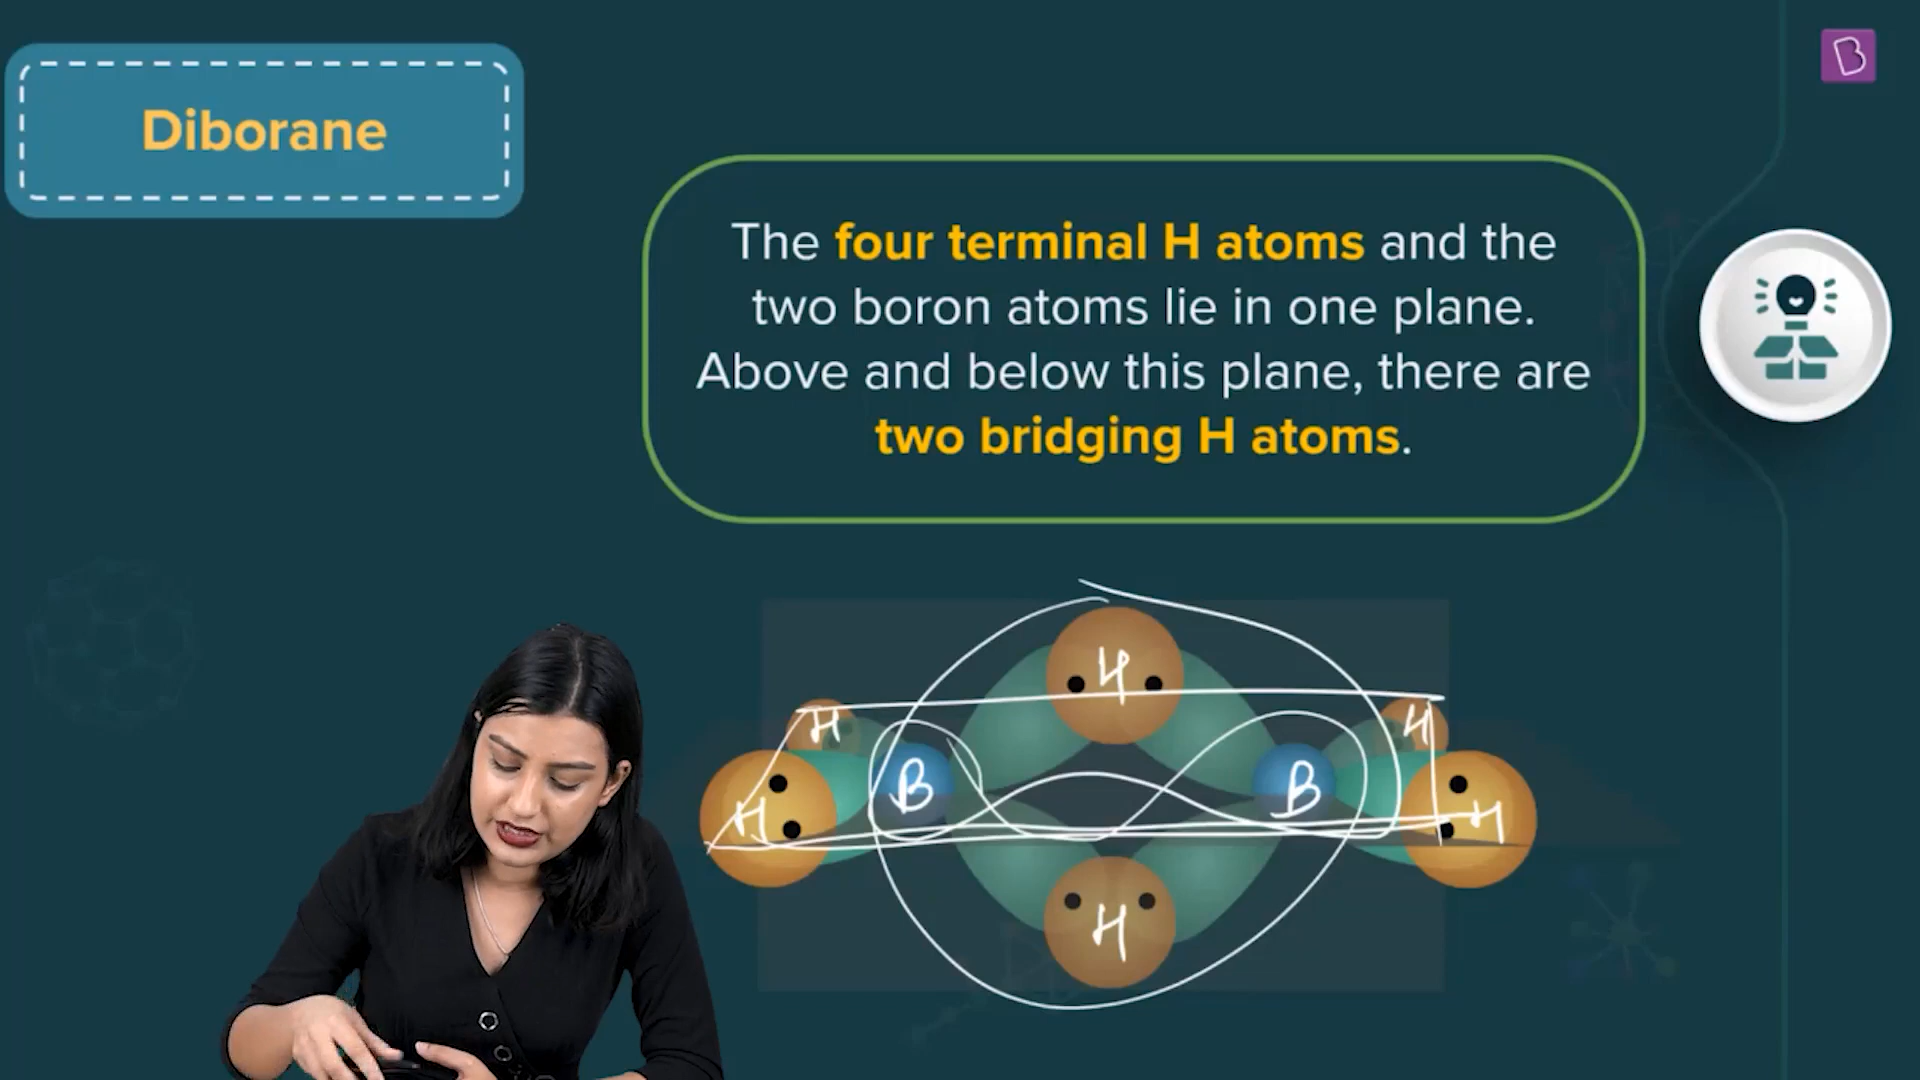 Diborane
B
The four terminal H atoms and the
two boron atoms lie in one plane.
Above and below this plane, there are
two bridging H atoms.
H
H
H
B
B
H
H
H